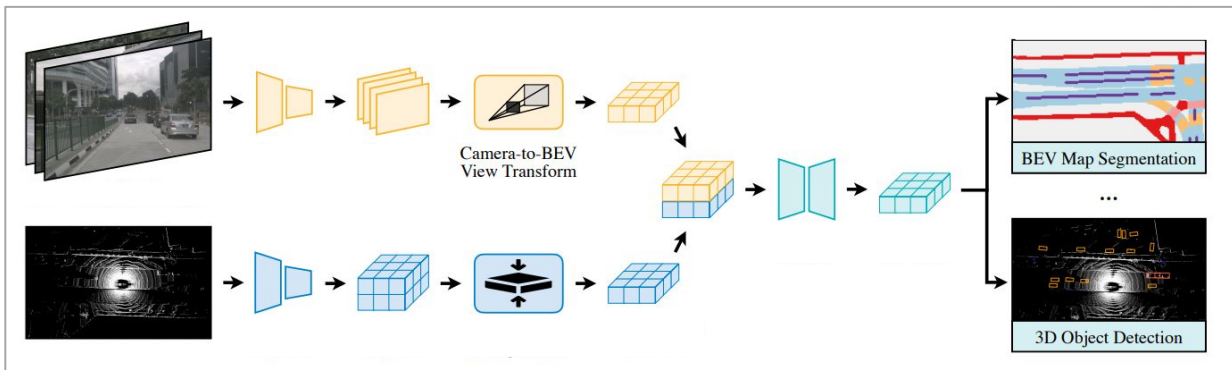 Camera-to-BEV
View Transform
BEV Map Segmentation
...
3D Object Detection